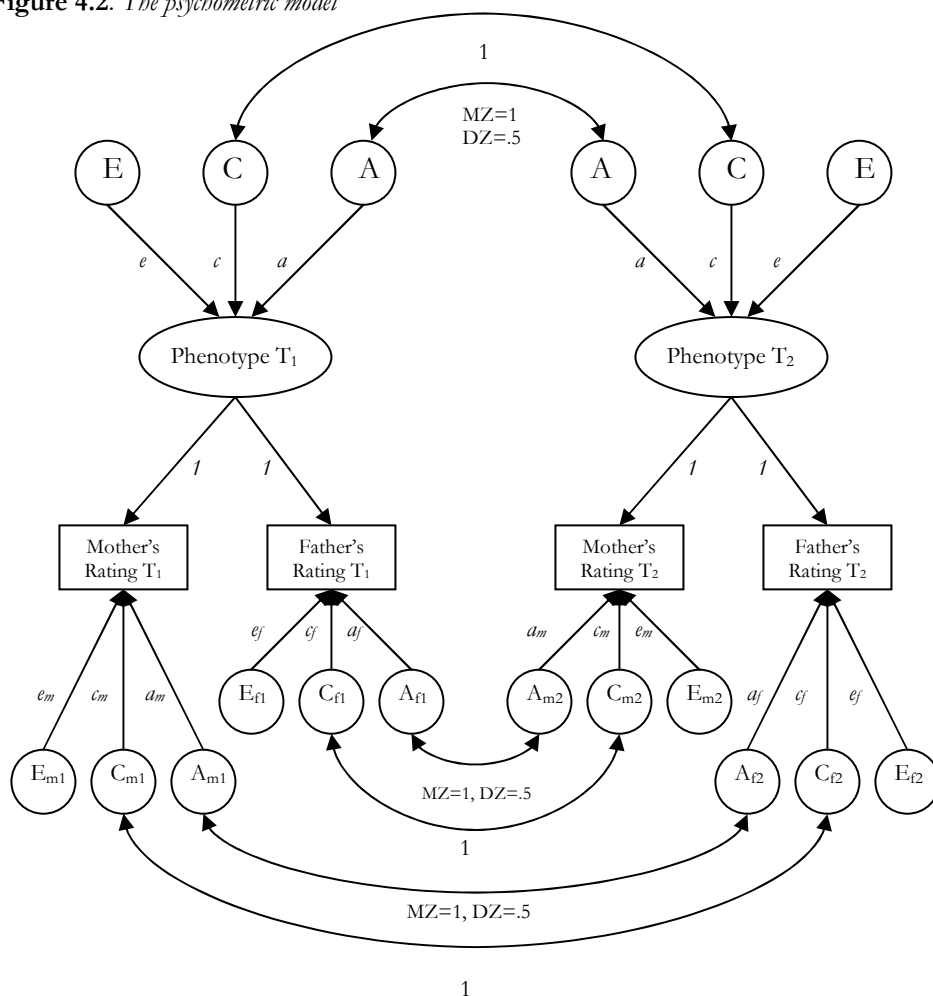 Figure 4.2. The psychometric model
1
MZ=1
DZ=.5
E C A A C E
e c a a c e
Phenotype T1 Phenotype T2
1 1 1 1
Mother's
Rating T1
Father's
Rating T1
Mother's
Rating T2
Father's
Rating T2
ef cf af am cm em
em cm am af cf ef
Ef1 Cf1 Af1 Am2 Cm2 Em2
Em1 Cm1 Am1 Af2 Cf2 Ef2
MZ=1, DZ=.5
1
MZ=1, DZ=.5
1